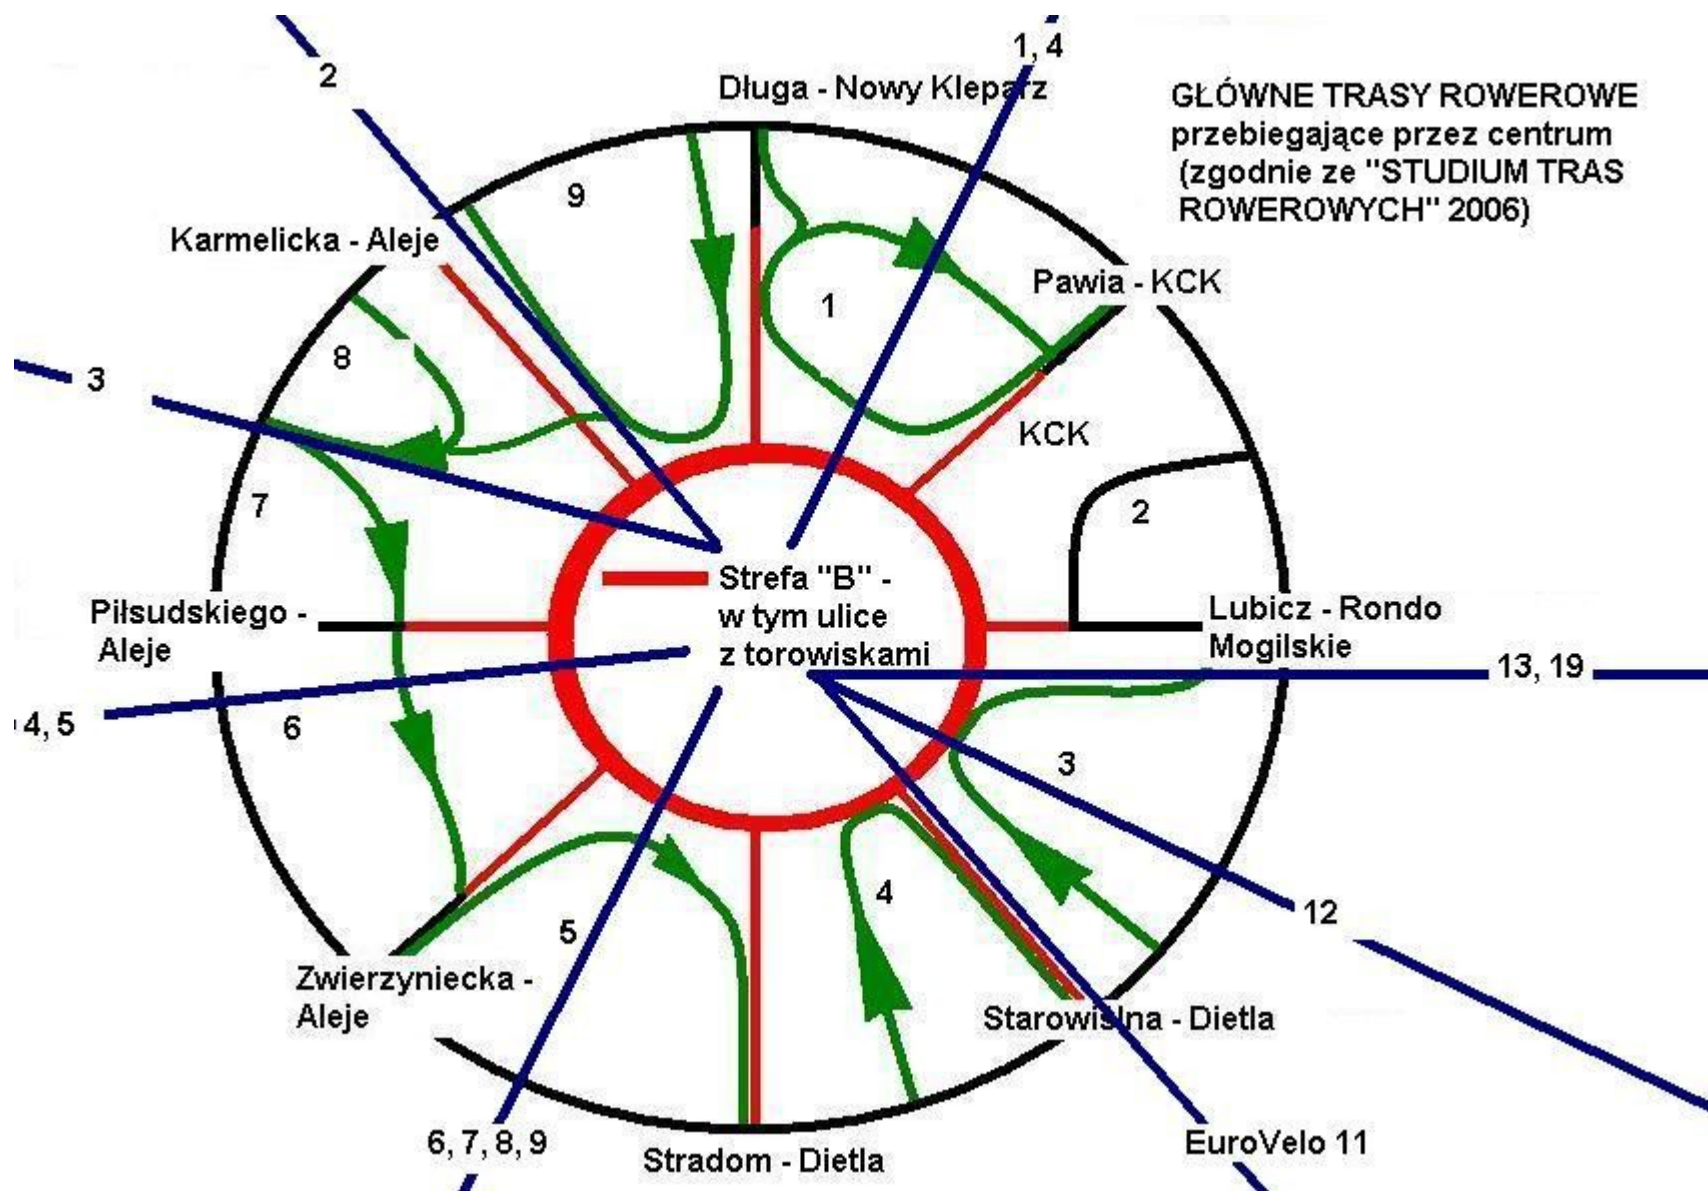 2
1, 4
Długa - Nowy Kleparz
GŁÓWNE TRASY ROWEROWE
przebiegające przez centrum
(zgodnie ze "STUDIUM TRAS
ROWEROWYCH" 2006)
9
Karmelicka - Aleje
Pawia - KCK
1
8
3
KCK
7
2
Strefa "B" -
w tym ulice
z torowiskami
Piłsudskiego -
Aleje
Lubicz - Rondo
Mogilskie
13, 19
4, 5
6
3
4
12
5
Zwierzyniecka -
Aleje
Starowiślna - Dietla
6, 7, 8, 9
Stradom - Dietla
EuroVelo 11